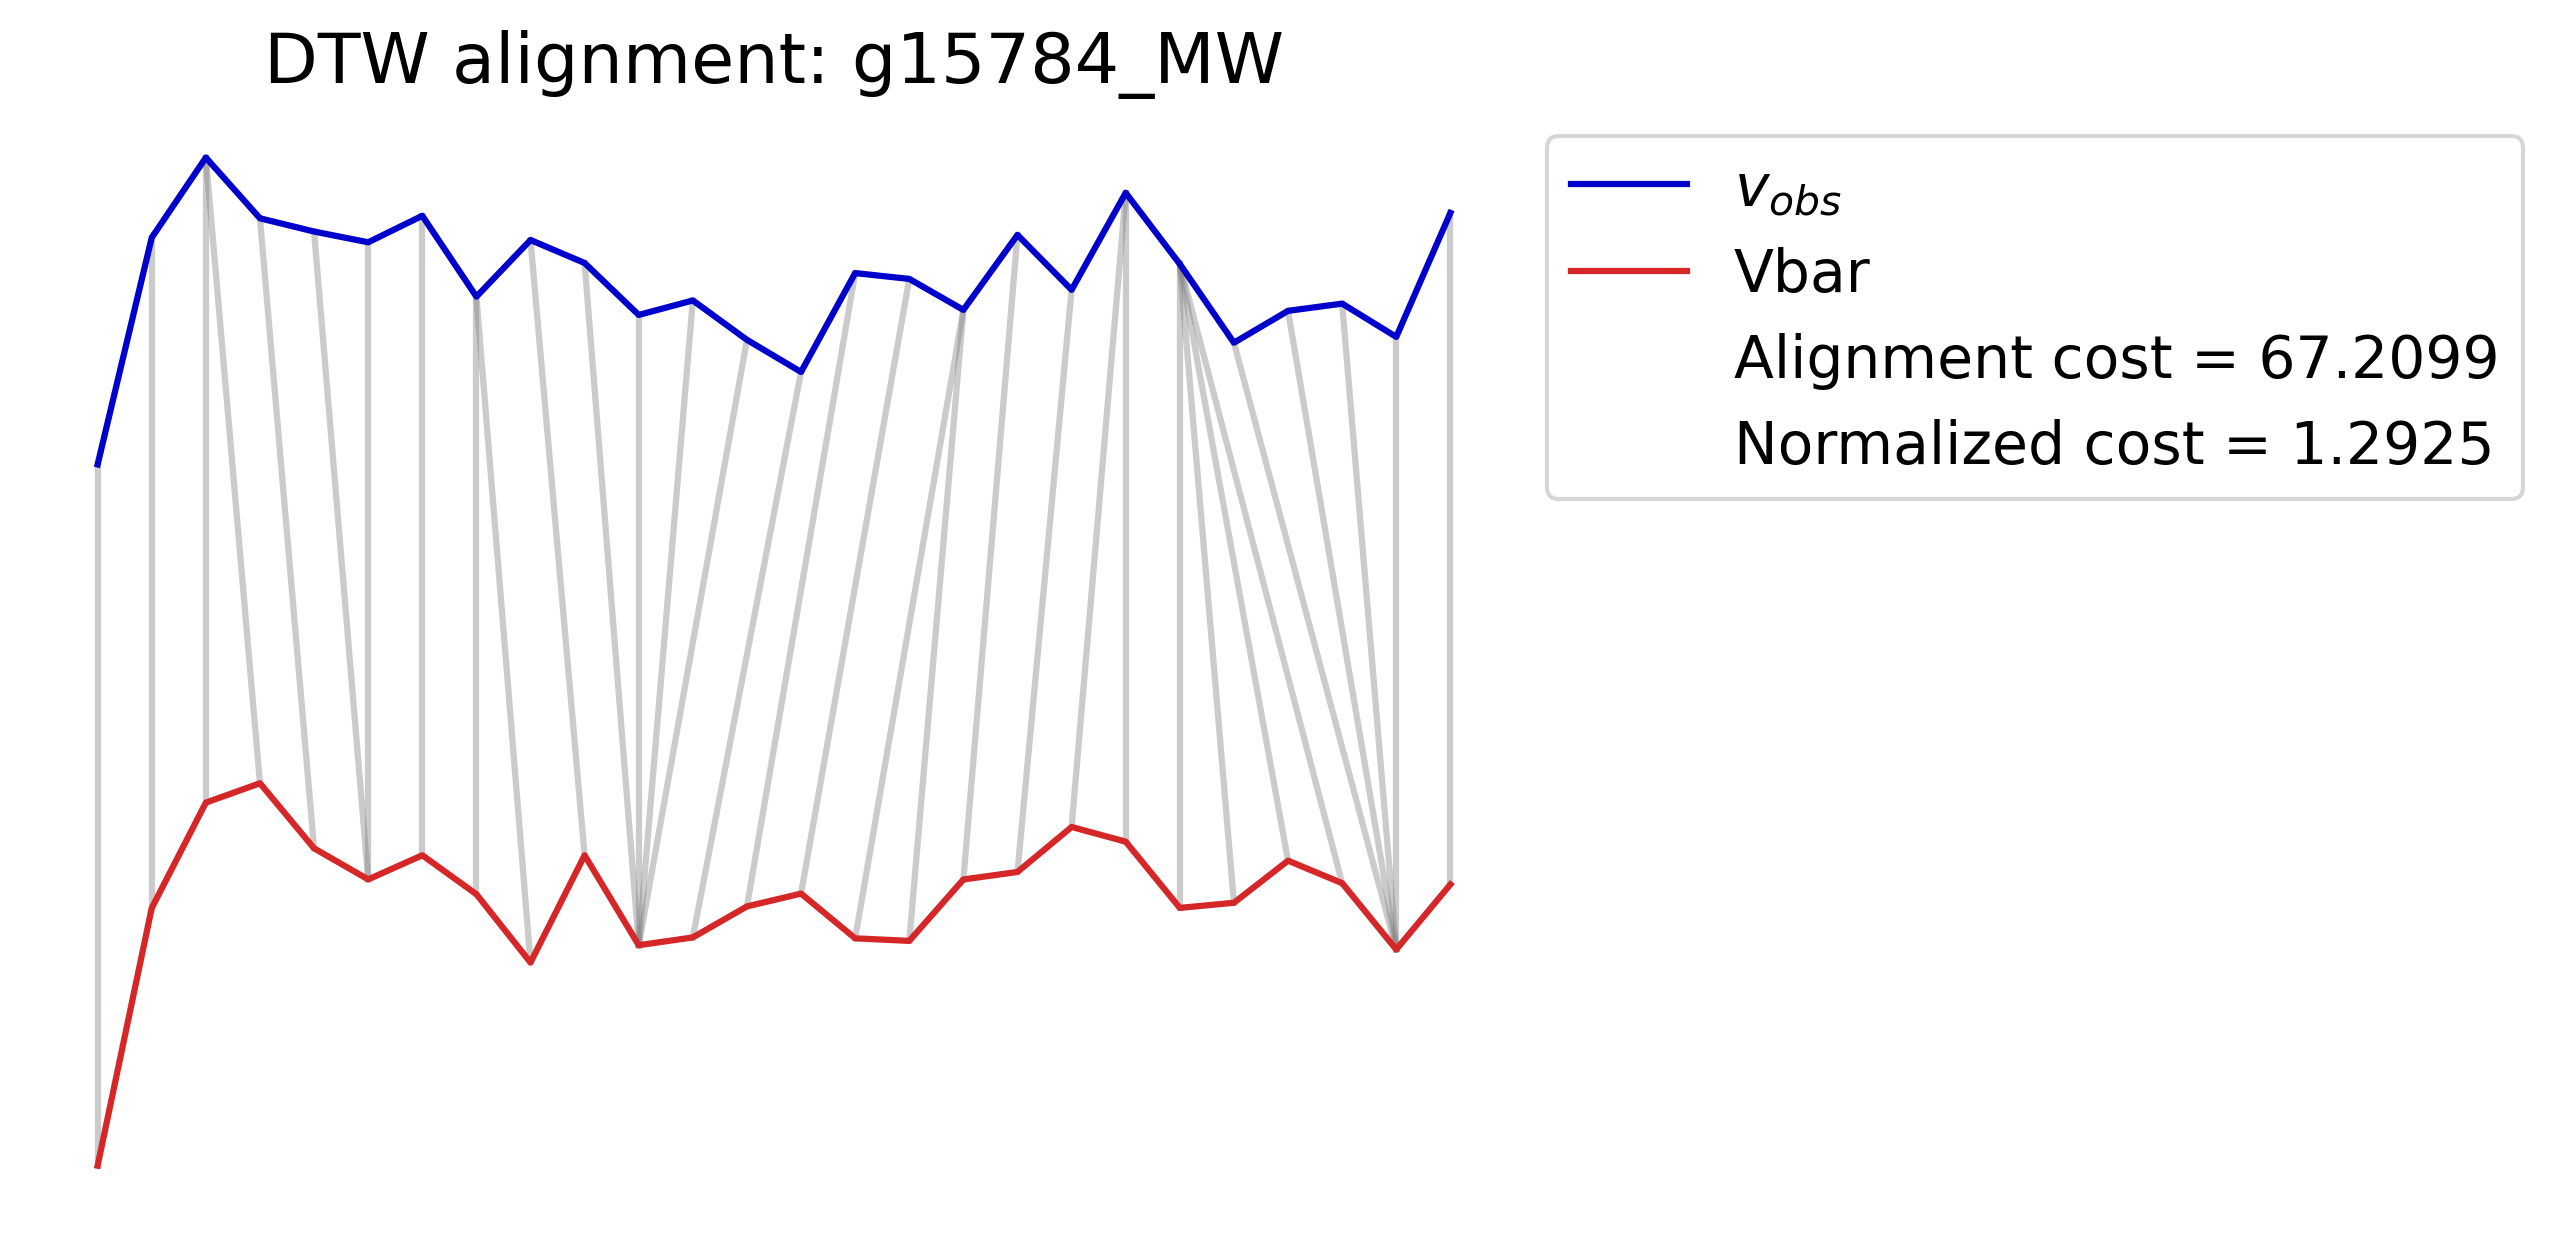 DTW alignment: g15784_MW
v_obs
Vbar
Alignment cost = 67.2099
Normalized cost = 1.2925